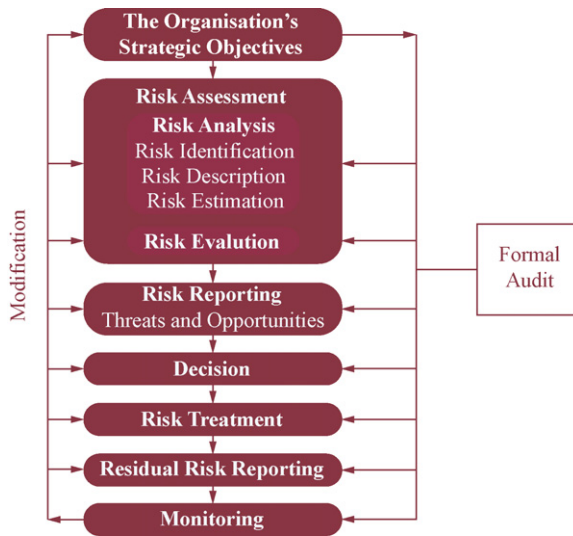 The Organisation's
Strategic Objectives
Risk Assessment
Risk Analysis
Risk Identification
Risk Description
Risk Estimation
Risk Evalution
Risk Reporting
Threats and Opportunities
Decision
Risk Treatment
Residual Risk Reporting
Monitoring
Modification
Formal
Audit